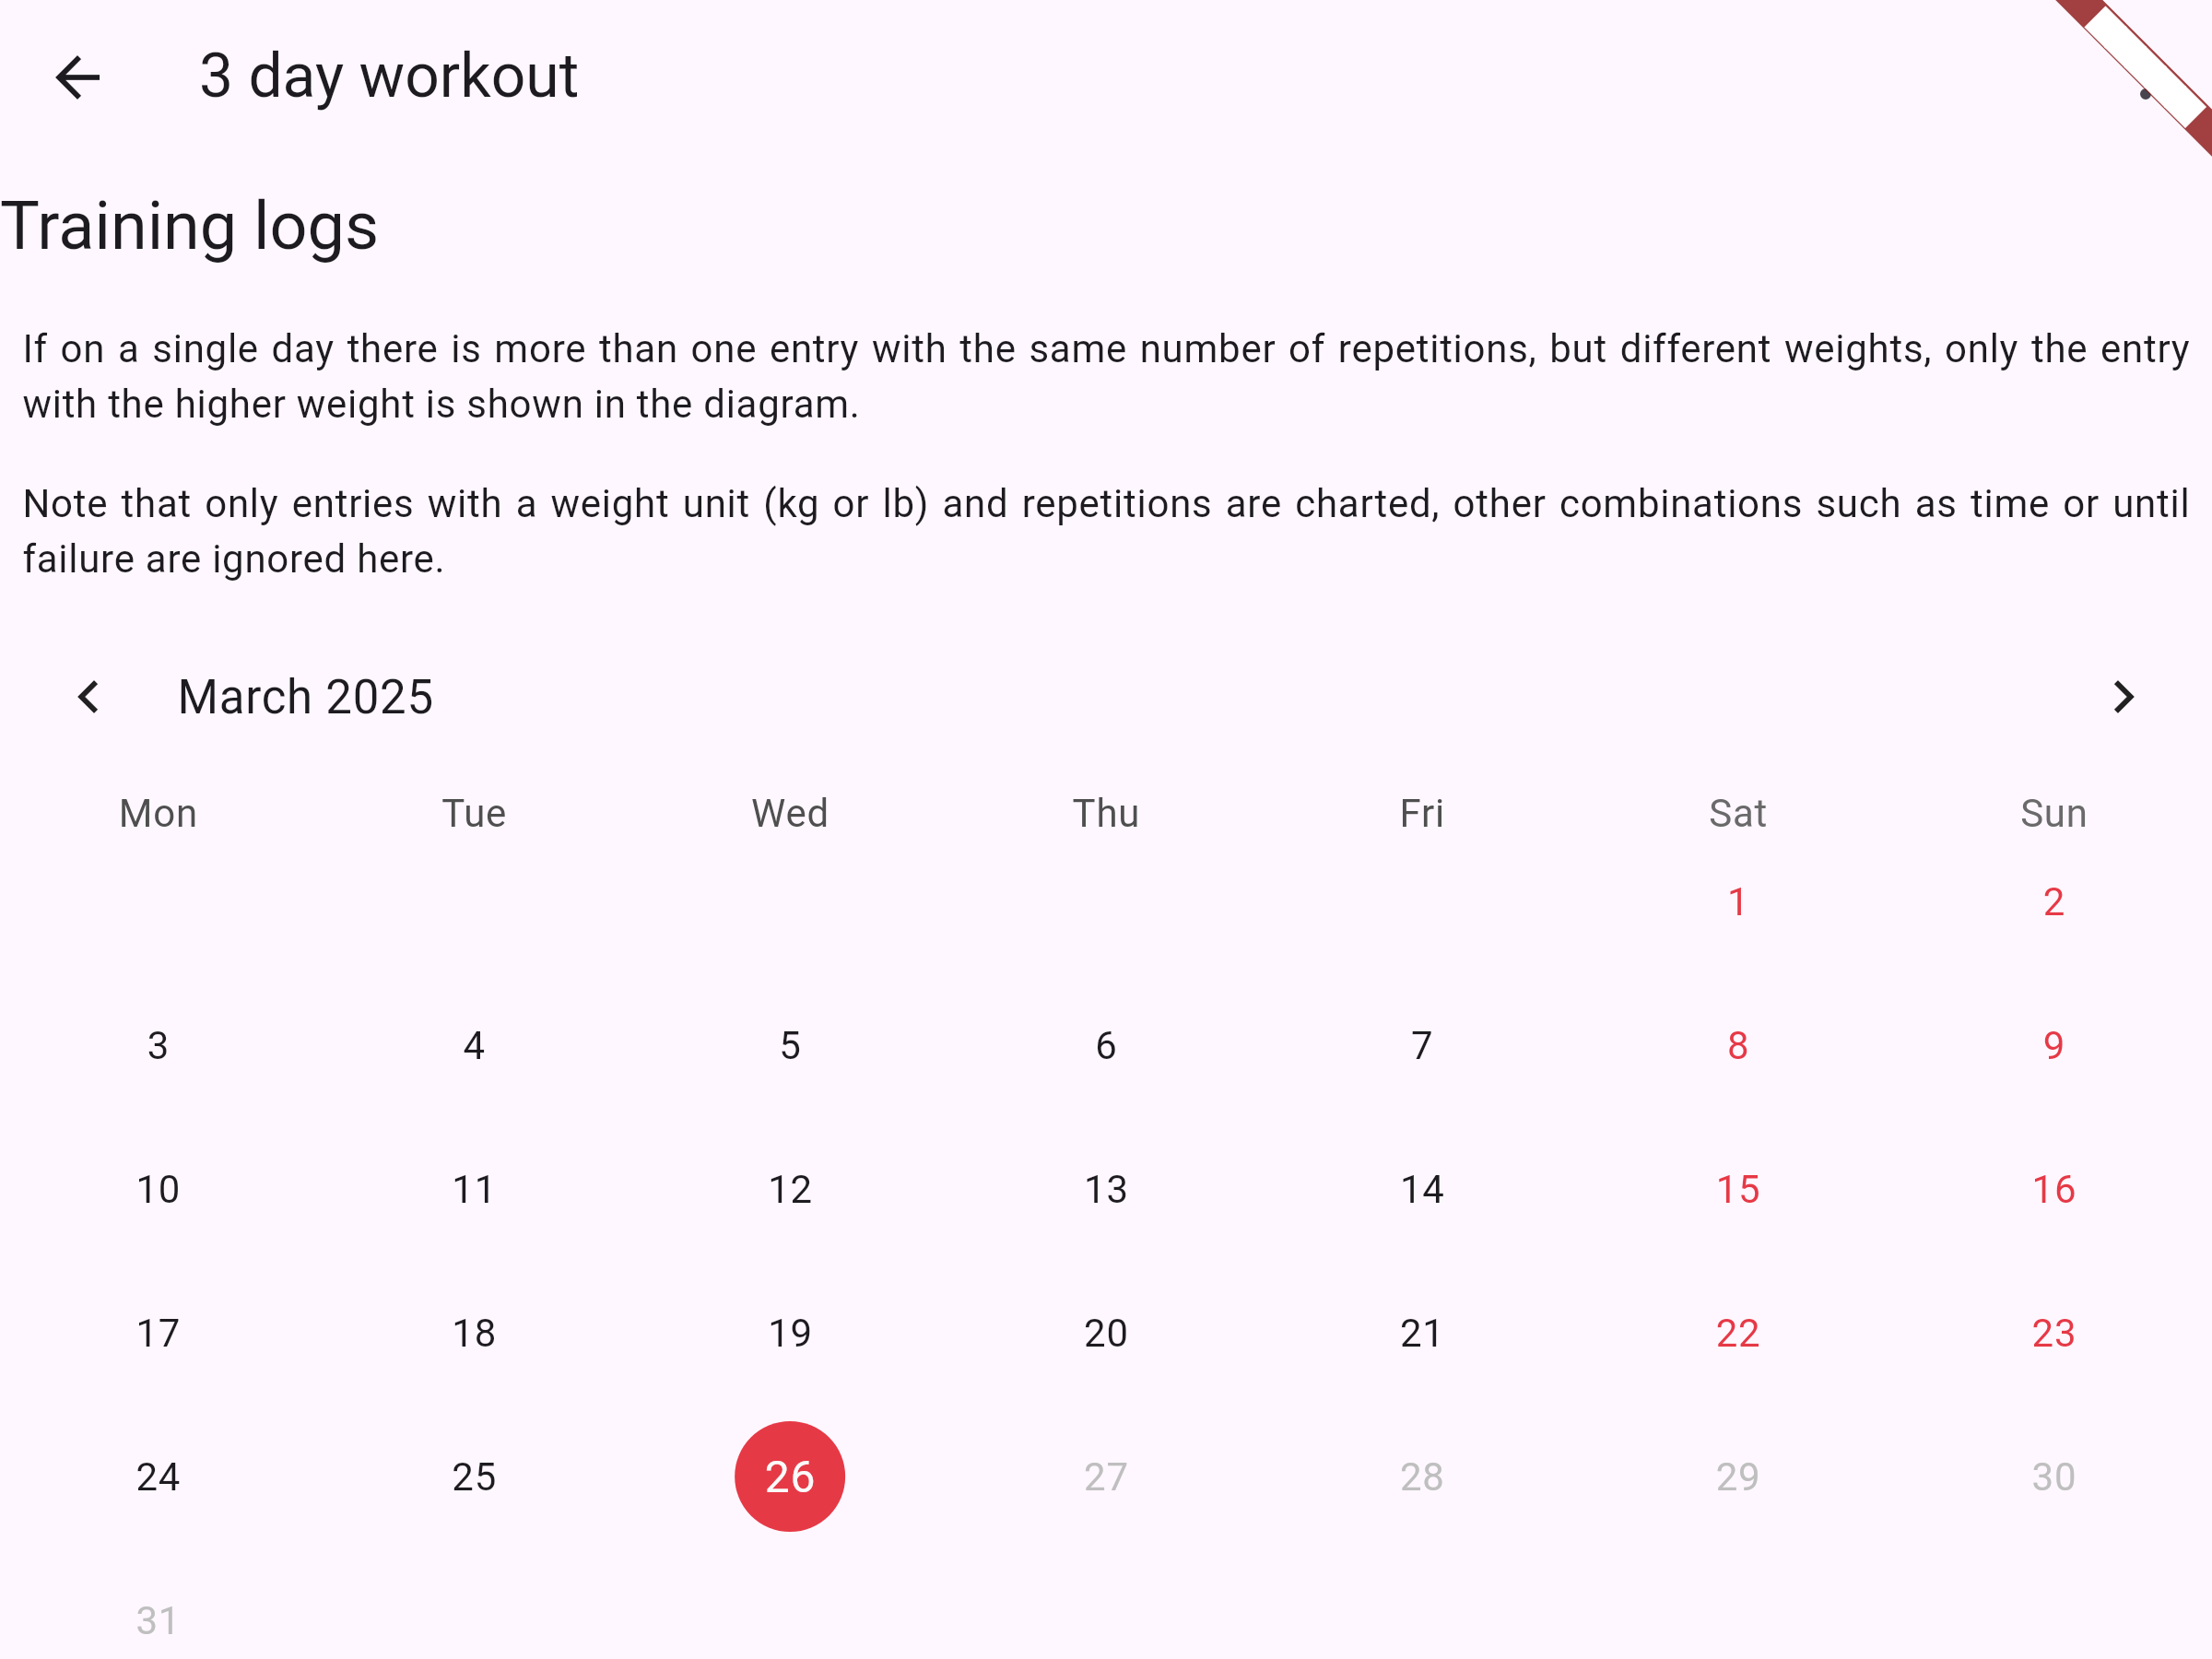 3 day workout
Training logs
If on a single day there is more than one entry with the same number of repetitions, but different weights, only the entry
with the higher weight is shown in the diagram.
Note that only entries with a weight unit (kg or lb) and repetitions are charted, other combinations such as time or until
failure are ignored here.
March 2025
Mon Tue Wed Thu Fri Sat Sun
1 2
3 4 5 6 7 8 9
10 11 12 13 14 15 16
17 18 19 20 21 22 23
24 25 26 27 28 29 30
31